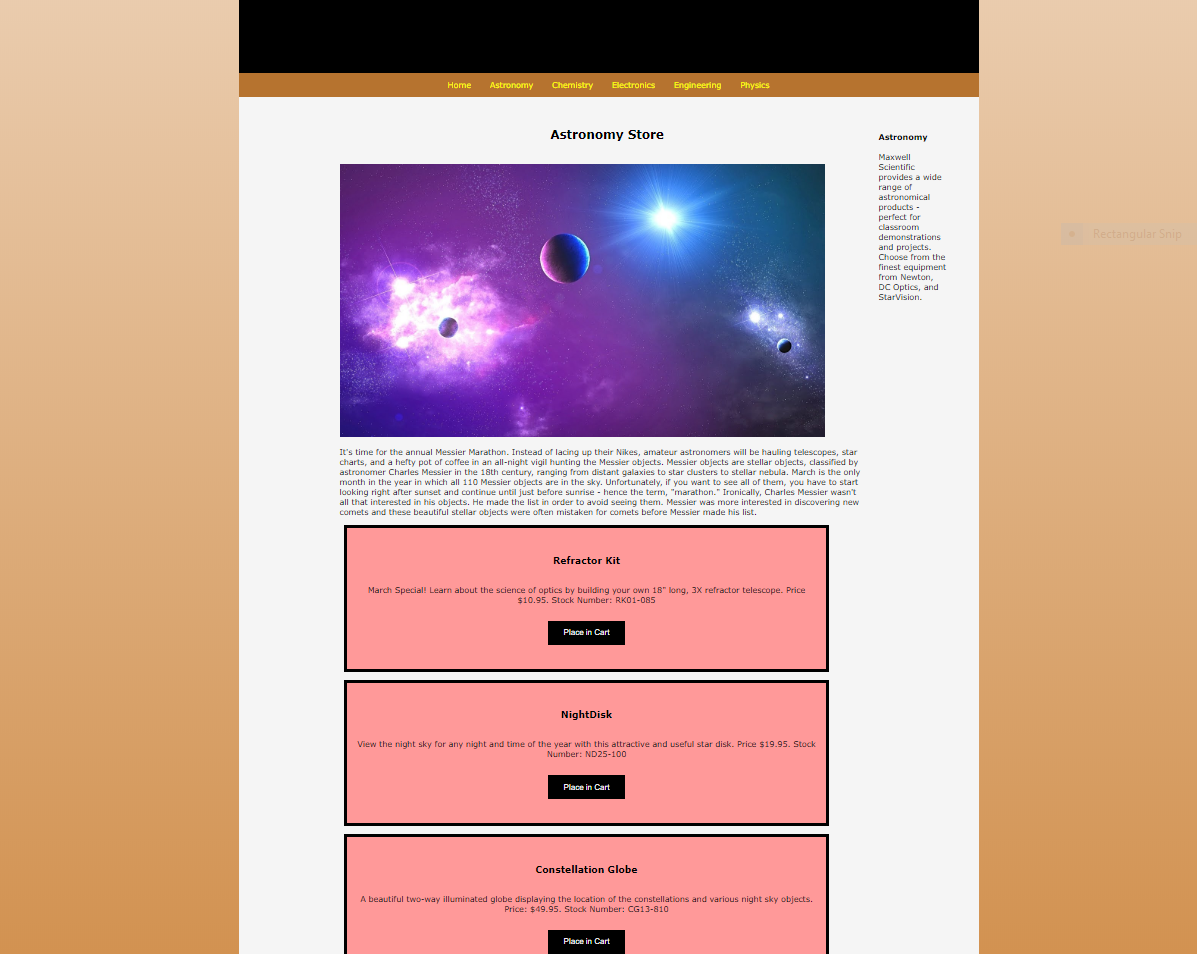 Home Astronomy Chemistry Electronics Engineering Physics
Astronomy Store
It's time for the annual Messier Marathon. Instead of lacing up their Nikes, amateur astronomers will be hauling telescopes, star
charts, and a hefty pot of coffee in an all-night vigil hunting the Messier objects. Messier objects are stellar objects, classified by
astronomer Charles Messier in the 18th century, ranging from distant galaxies to star clusters to stellar nebula. March is the only
month in the year in which all 110 Messier objects are in the sky. Unfortunately, if you want to see all of them, you have to start
looking right after sunset and continue until just before sunrise - hence the term, "marathon." Ironically, Charles Messier wasn't
all that interested in his objects. He made the list in order to avoid seeing them. Messier was more interested in discovering new
comets and these beautiful stellar objects were often mistaken for comets before Messier made his list.
Refractor Kit
March Special! Learn about the science of optics by building your own 18" long, 3X refractor telescope. Price
$10.95. Stock Number: RK01-085
Place in Cart
NightDisk
View the night sky for any night and time of the year with this attractive and useful star disk. Price $19.95. Stock
Number: ND25-100
Place in Cart
Constellation Globe
A beautiful two-way illuminated globe displaying the location of the constellations and various night sky objects.
Price: $49.95. Stock Number: CG13-810
Place in Cart
Astronomy
Maxwell
Scientific
provides a wide
range of
astronomical
products -
perfect for
classroom
demonstrations
and projects.
Choose from the
finest equipment
from Newton,
DC Optics, and
StarVision.
Rectangular Snip